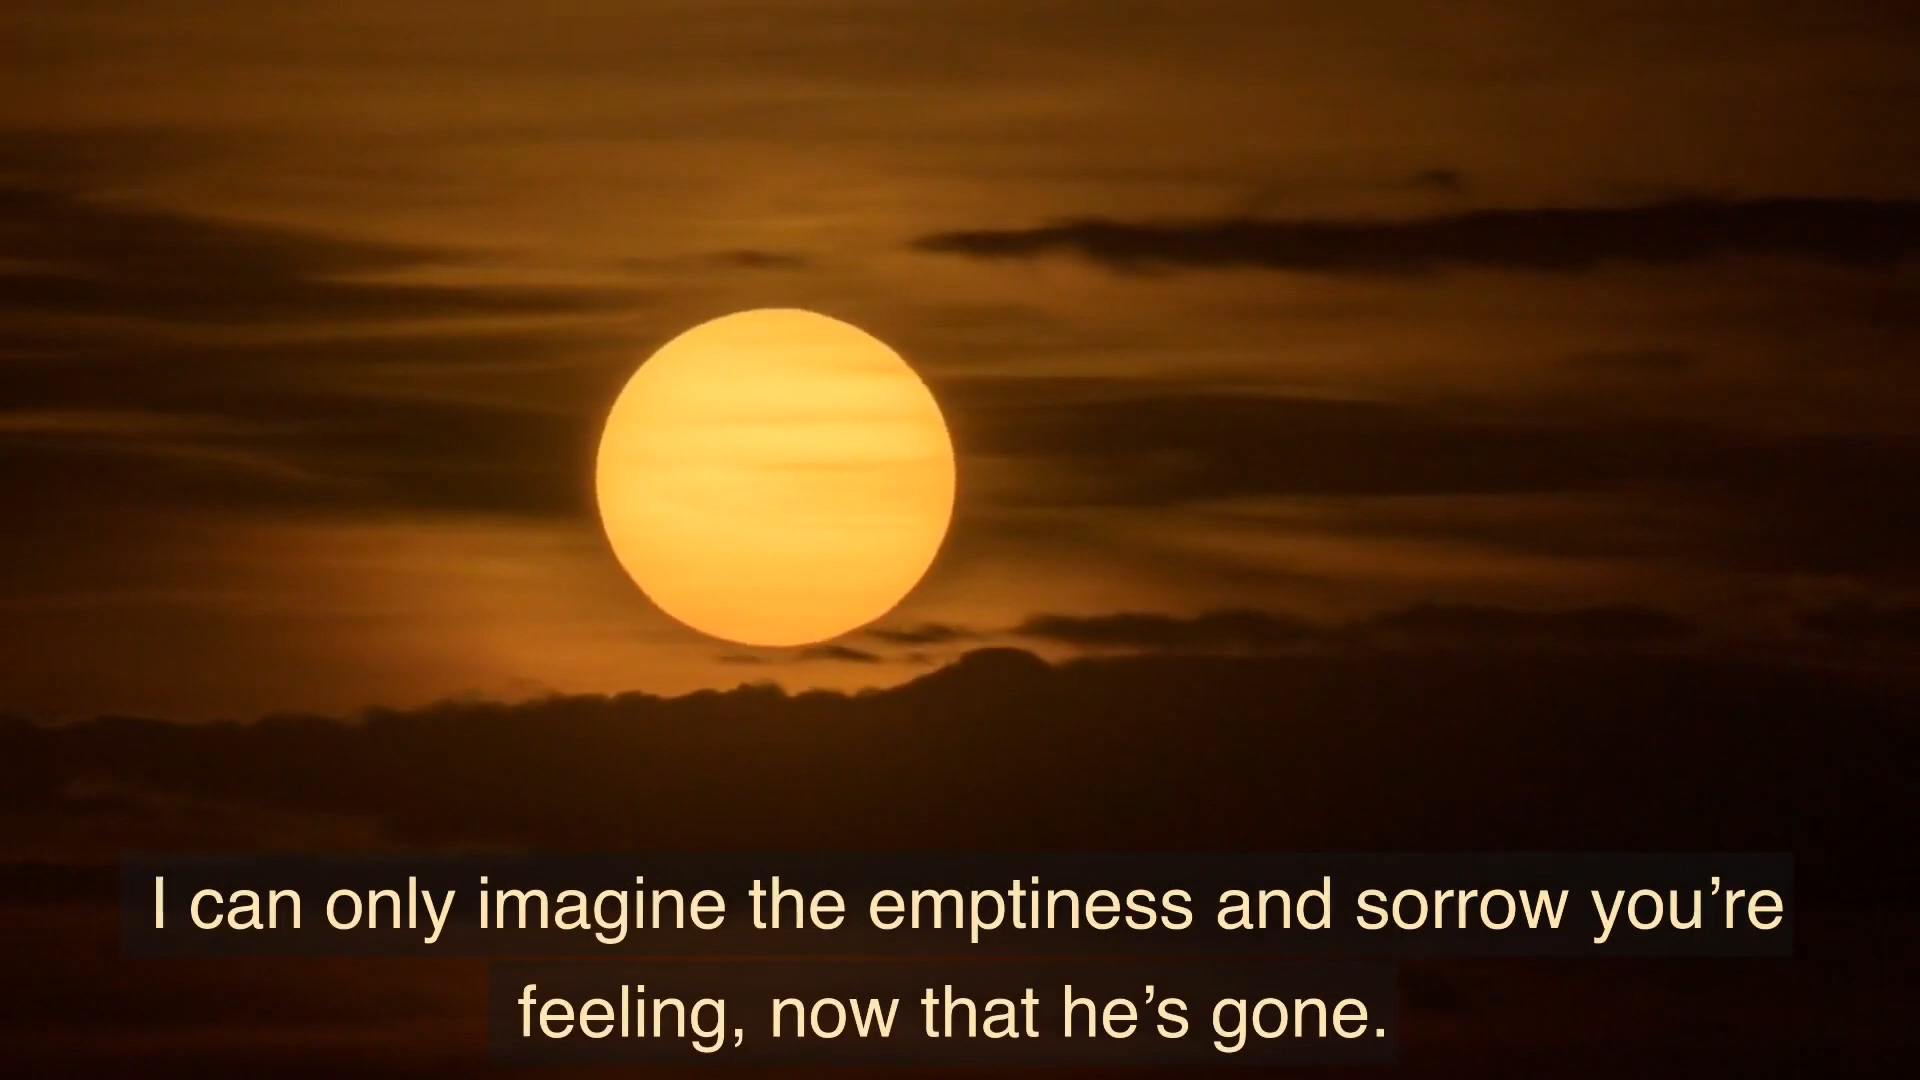 I can only imagine the emptiness and sorrow you’re
feeling, now that he’s gone.